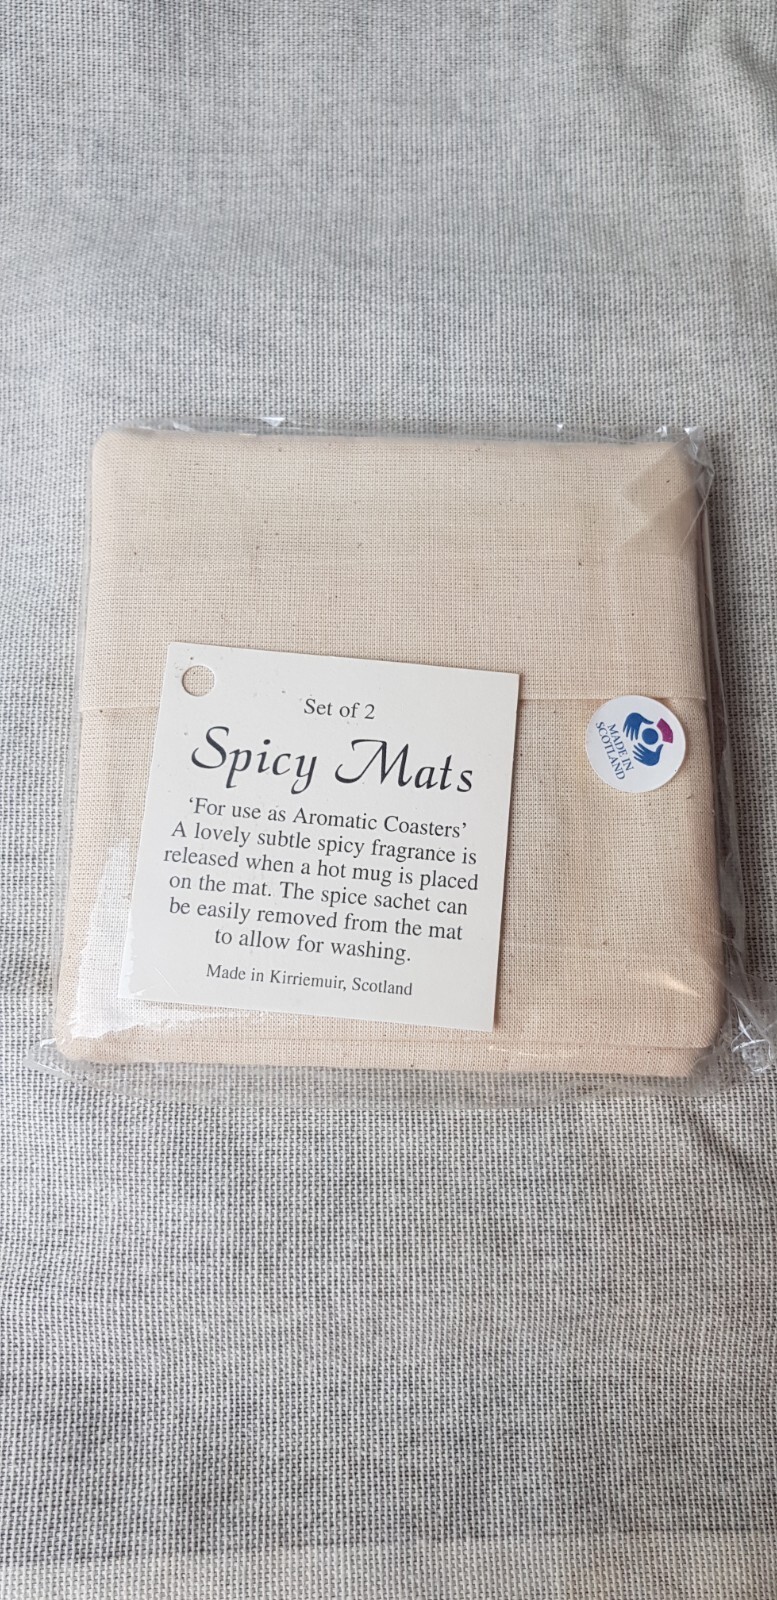 Set of 2
Spicy Mats
‘For use as Aromatic Coasters’
A lovely subtle spicy fragrance is
released when a hot mug is placed
on the mat. The spice sachet can
be easily removed from the mat
to allow for washing.
Made in Kirriemuir, Scotland
MADE IN
SCOTLAND